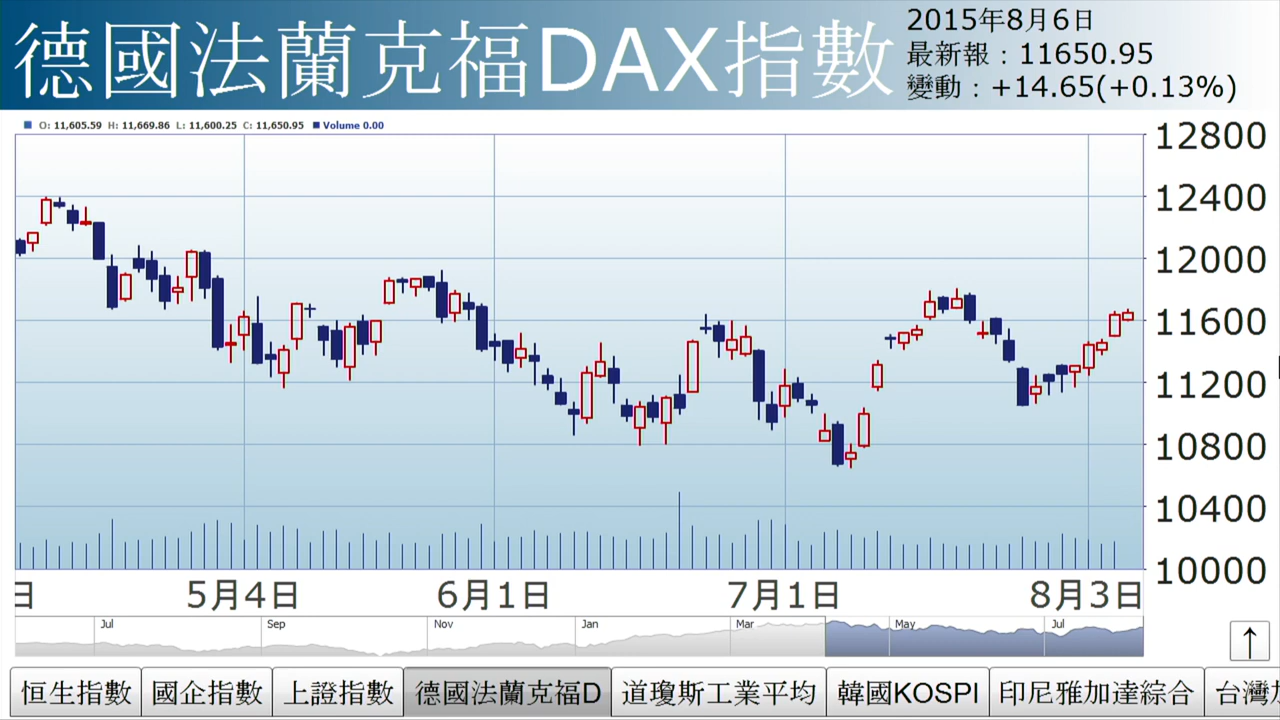 德國法蘭克福DAX指數
2015年8月6日
最新報：11650.95
變動：+14.65(+0.13%)
O: 11,605.59 H: 11,669.86 L: 11,600.25 C: 11,650.95 Volume 0.00
12800
12400
12000
11600
11200
10800
10400
10000
日 5月4日 6月1日 7月1日 8月3日
Jul Sep Nov Jan Mar May Jul
↑
恒生指數 國企指數 上證指數 德國法蘭克福D 道瓊斯工業平均 韓國KOSPI 印尼雅加達綜合 台灣